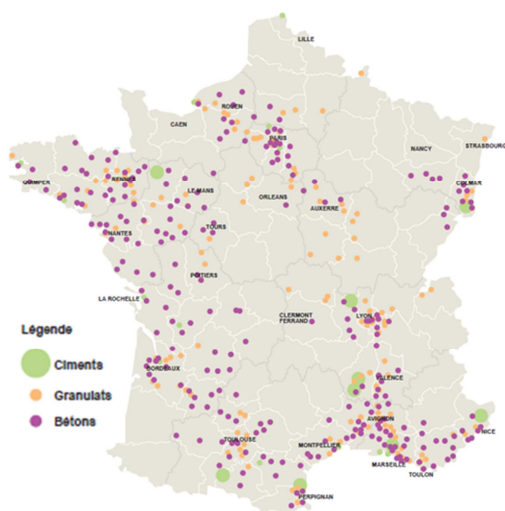 LILLE
ROUEN
CAEN
PARIS
NANCY
STRASBOURG
QUIMPER
RENNES
LE MANS
ORLEANS
COLMAR
AUXERRE
NANTES
TOURS
POITIERS
LA ROCHELLE
CLERMONT
FERRAND
LYON
Légende
Ciments
Granulats
Bétons
BORDEAUX
VALENCE
AVIGNON
TOULOUSE
MONTPELLIER
NICE
MARSEILLE
TOULON
PERPIGNAN